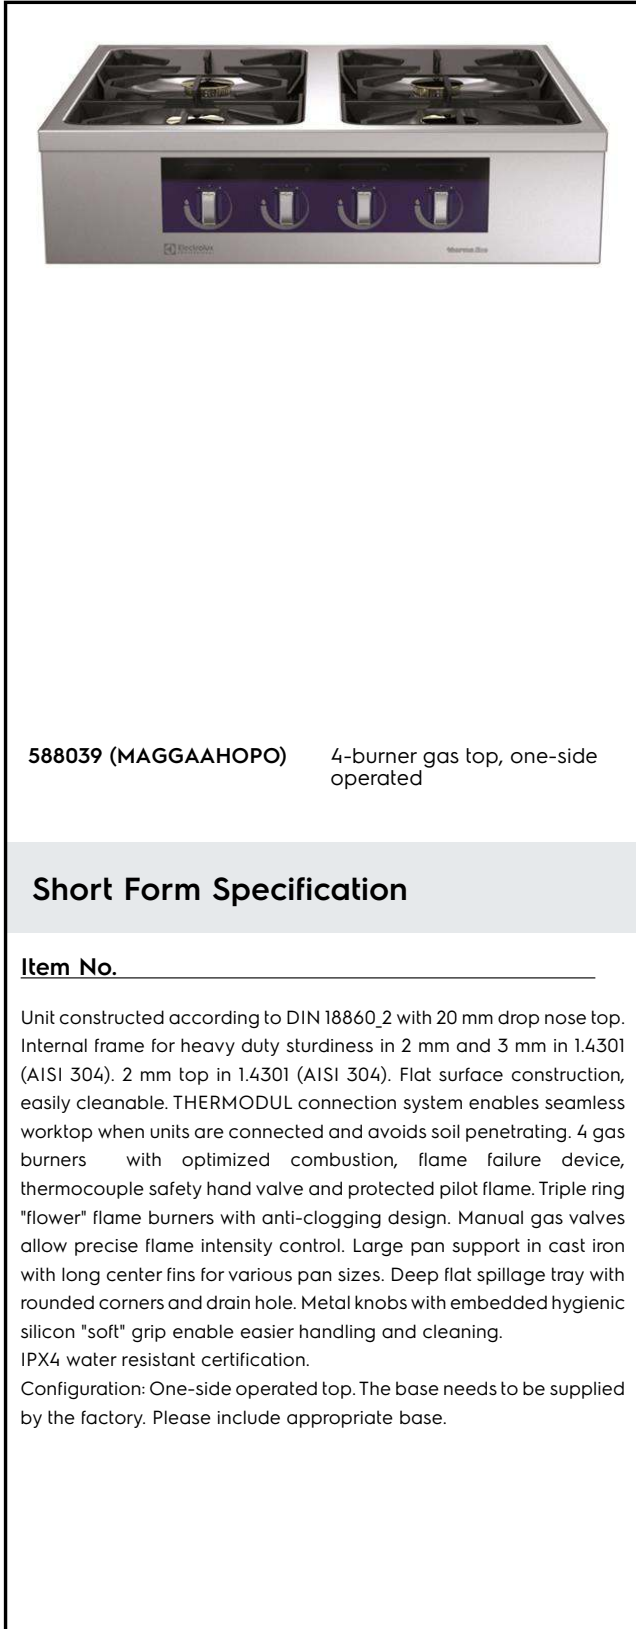 Electrolux
PROFESSIONAL
thermaline
588039 (MAGGAAHOPO)
4-burner gas top, one-side
operated
Short Form Specification
Item No.
Unit constructed according to DIN 18860_2 with 20 mm drop nose top.
Internal frame for heavy duty sturdiness in 2 mm and 3 mm in 1.4301
(AISI 304). 2 mm top in 1.4301 (AISI 304). Flat surface construction,
easily cleanable. THERMODUL connection system enables seamless
worktop when units are connected and avoids soil penetrating. 4 gas
burners with optimized combustion, flame failure device,
thermocouple safety hand valve and protected pilot flame. Triple ring
"flower" flame burners with anti-clogging design. Manual gas valves
allow precise flame intensity control. Large pan support in cast iron
with long center fins for various pan sizes. Deep flat spillage tray with
rounded corners and drain hole. Metal knobs with embedded hygienic
silicon "soft" grip enable easier handling and cleaning.
IPX4 water resistant certification.
Configuration: One-side operated top. The base needs to be supplied
by the factory. Please include appropriate base.